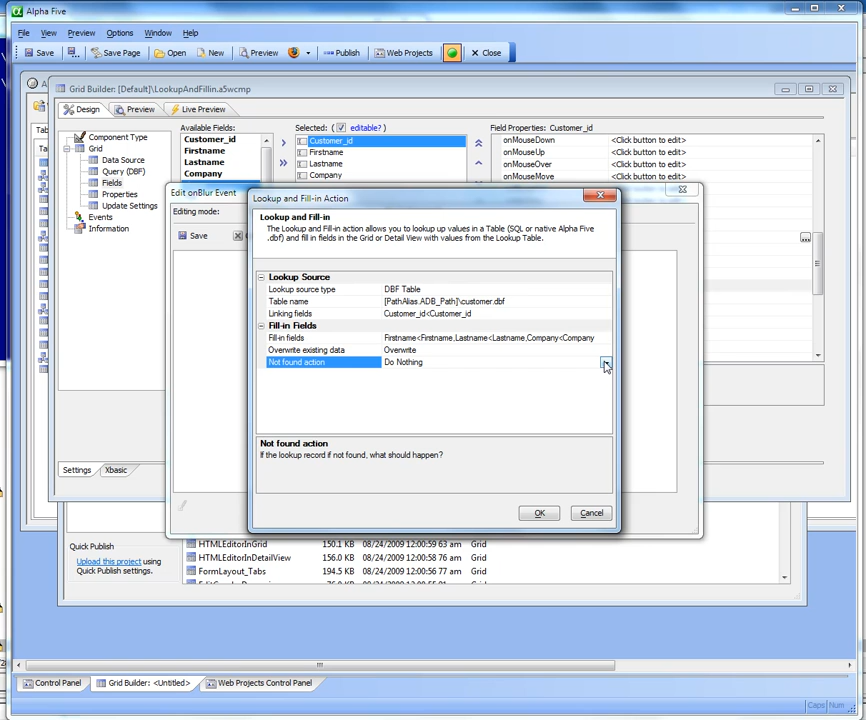 Alpha Five
File View Preview Options Window Help
Save Save Page Open New Preview Publish Web Projects Close
Grid Builder: [Default]\LookupAndFillin.a5wcmp
Design Preview Live Preview
Component Type
Grid
Data Source
Query (DBF)
Fields
Properties
Update Settings
Events
Information
Available Fields:
Customer_id
Firstname
Lastname
Company
Selected: ( editable? )
Customer_id
Firstname
Lastname
Company
Field Properties: Customer_id
onMouseDown <Click button to edit>
onMouseUp <Click button to edit>
onMouseOver <Click button to edit>
onMouseMove <Click button to edit>
Edit onBlur Event
Editing mode:
Save
Lookup and Fill-in Action
Lookup and Fill-in
The Lookup and Fill-in action allows you to lookup values in a Table (SQL or native Alpha Five
.dbf) and fill in fields in the Grid or Detail View with values from the Lookup Table.
Lookup Source
Lookup source type DBF Table
Table name [PathAlias.ADB_Path]\customer.dbf
Linking fields Customer_id<Customer_id
Fill-in Fields
Fill-in fields Firstname<Firstname,Lastname<Lastname,Company<Company
Overwrite existing data Overwrite
Not found action Do Nothing
Not found action
If the lookup record if not found, what should happen?
OK Cancel
Settings Xbasic
Quick Publish
Upload this project using
Quick Publish settings.
HTMLEditorInGrid 150.1 KB 08/24/2009 12:00:59 63 am Grid
HTMLEditorInDetailView 156.0 KB 08/24/2009 12:00:58 76 am Grid
FormLayout_Tabs 194.5 KB 08/24/2009 12:00:56 77 am Grid
Control Panel Grid Builder: <Untitled> Web Projects Control Panel
Caps Num